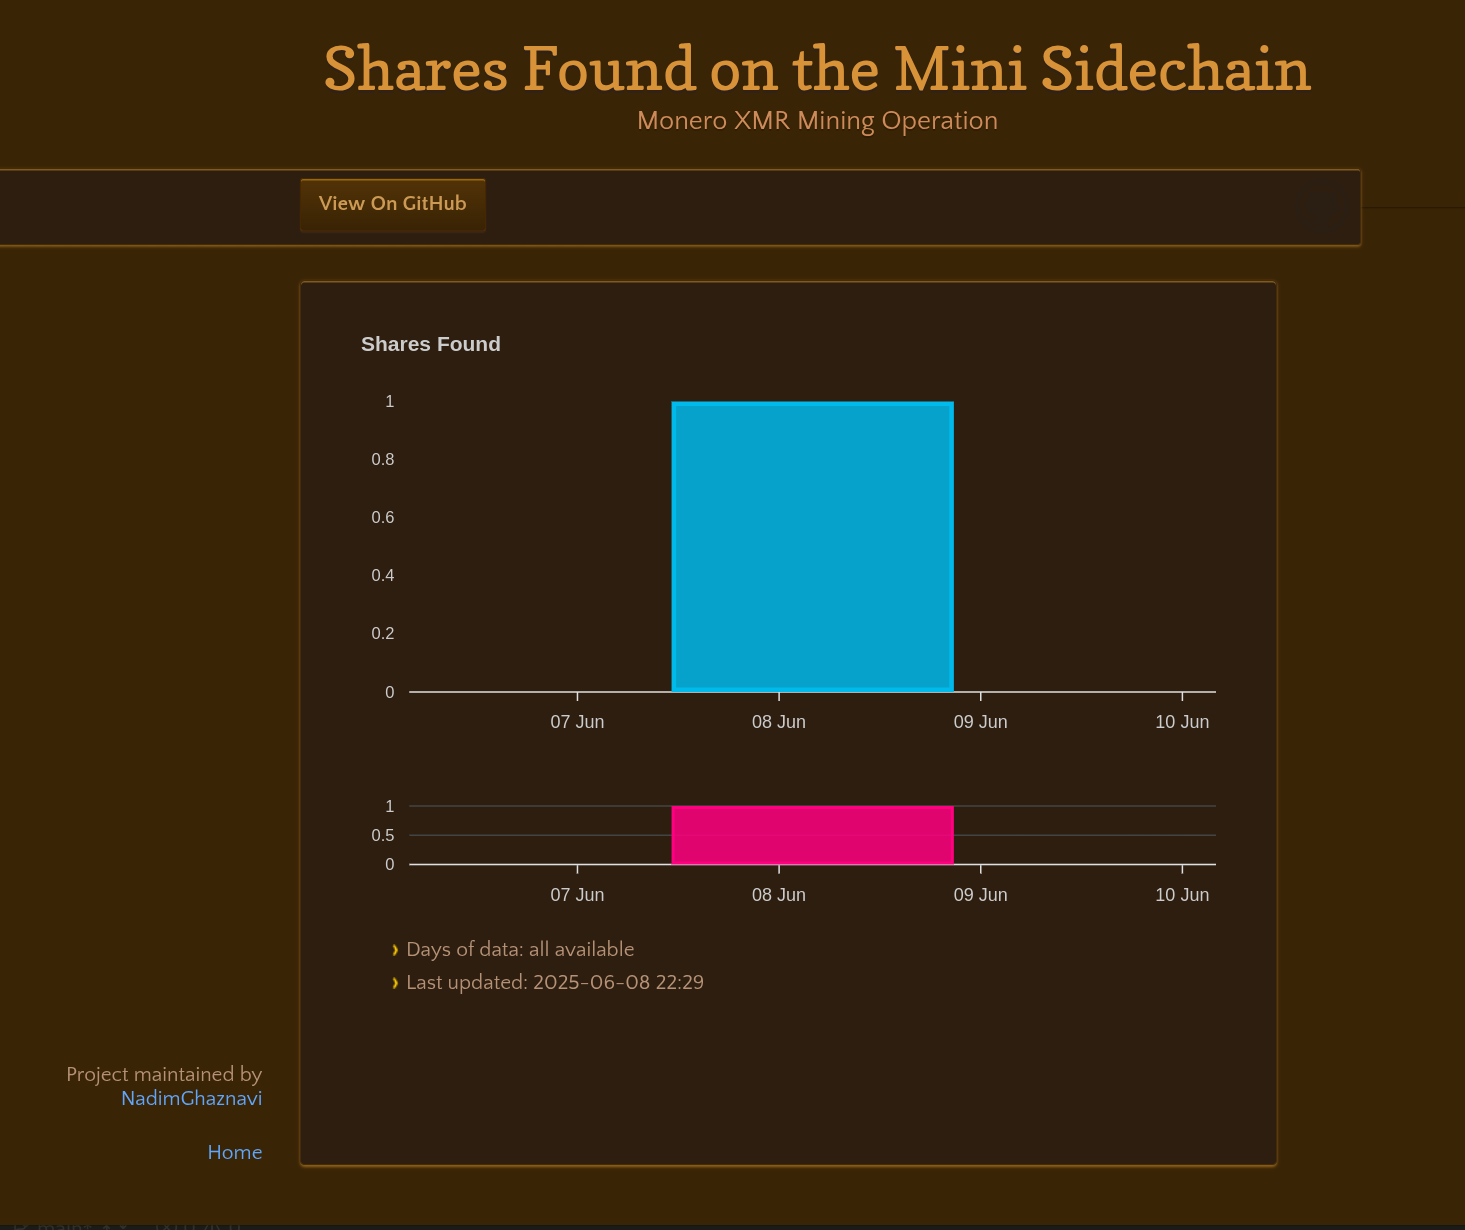 Shares Found on the Mini Sidechain
Monero XMR Mining Operation
View On GitHub
Shares Found
1
0.8
0.6
0.4
0.2
0
07 Jun 08 Jun 09 Jun 10 Jun
1
0.5
0
07 Jun 08 Jun 09 Jun 10 Jun
Days of data: all available
Last updated: 2025-06-08 22:29
Project maintained by
NadimGhaznavi
Home